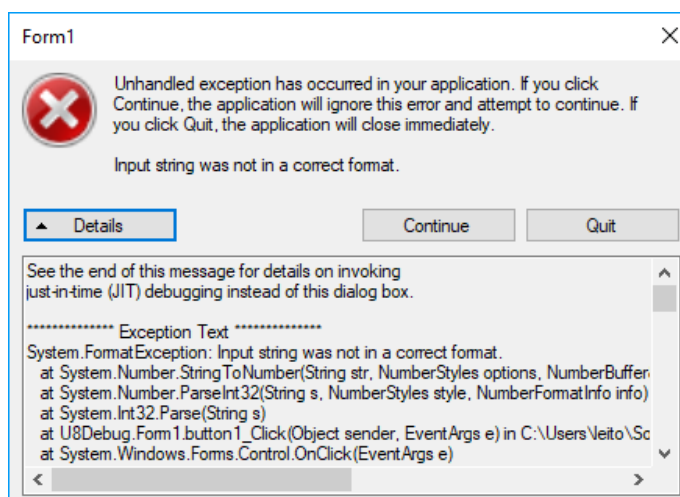 Form1
Unhandled exception has occurred in your application. If you click
Continue, the application will ignore this error and attempt to continue. If
you click Quit, the application will close immediately.
Input string was not in a correct format.
Details
Continue
Quit
See the end of this message for details on invoking
just-in-time (JIT) debugging instead of this dialog box.
************** Exception Text **************
System.FormatException: Input string was not in a correct format.
at System.Number.StringToNumber(String str, NumberStyles options, NumberBuffer
at System.Number.ParseInt32(String s, NumberStyles style, NumberFormatInfo info)
at System.Int32.Parse(String s)
at U8Debug.Form1.button1_Click(Object sender, EventArgs e) in C:\Users\leito\So
at System.Windows.Forms.Control.OnClick(EventArgs e)